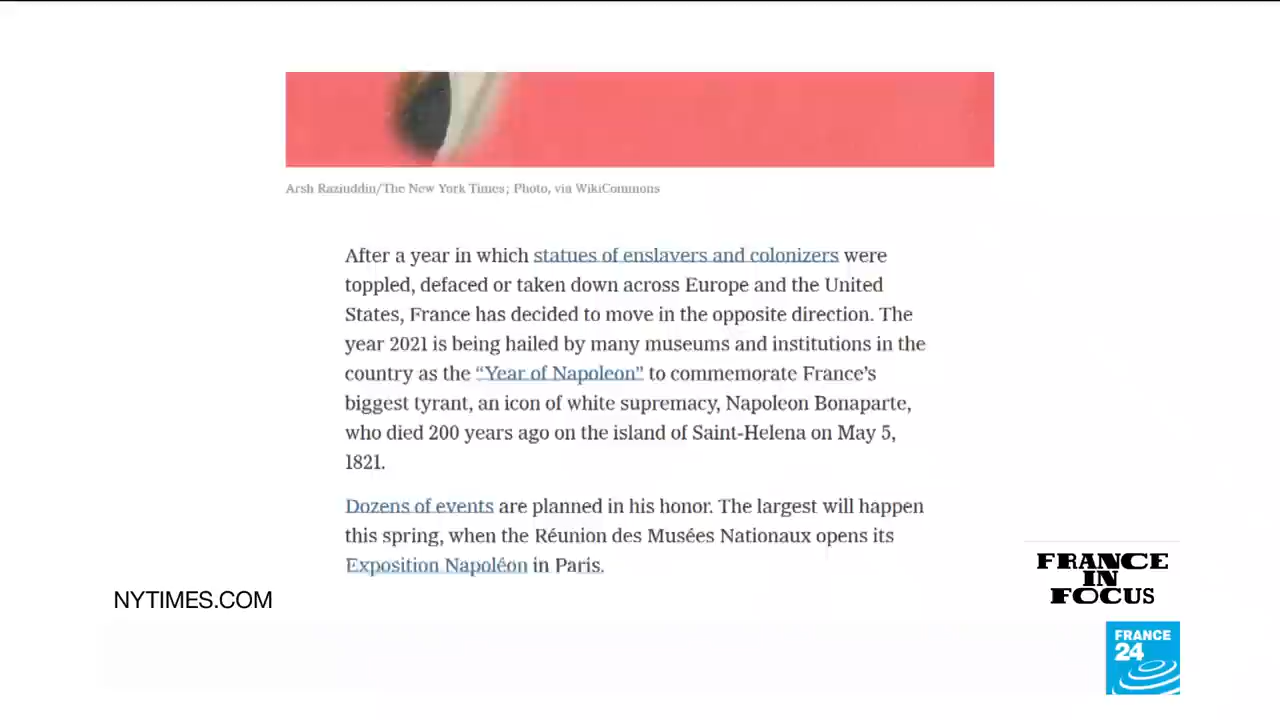 Arsh Raziuddin/The New York Times; Photo, via WikiCommons
After a year in which statues of enslavers and colonizers were
toppled, defaced or taken down across Europe and the United
States, France has decided to move in the opposite direction. The
year 2021 is being hailed by many museums and institutions in the
country as the “Year of Napoleon” to commemorate France’s
biggest tyrant, an icon of white supremacy, Napoleon Bonaparte,
who died 200 years ago on the island of Saint-Helena on May 5,
1821.
Dozens of events are planned in his honor. The largest will happen
this spring, when the Réunion des Musées Nationaux opens its
Exposition Napoléon in Paris.
NYTIMES.COM
FRANCE
IN
FOCUS
FRANCE
24